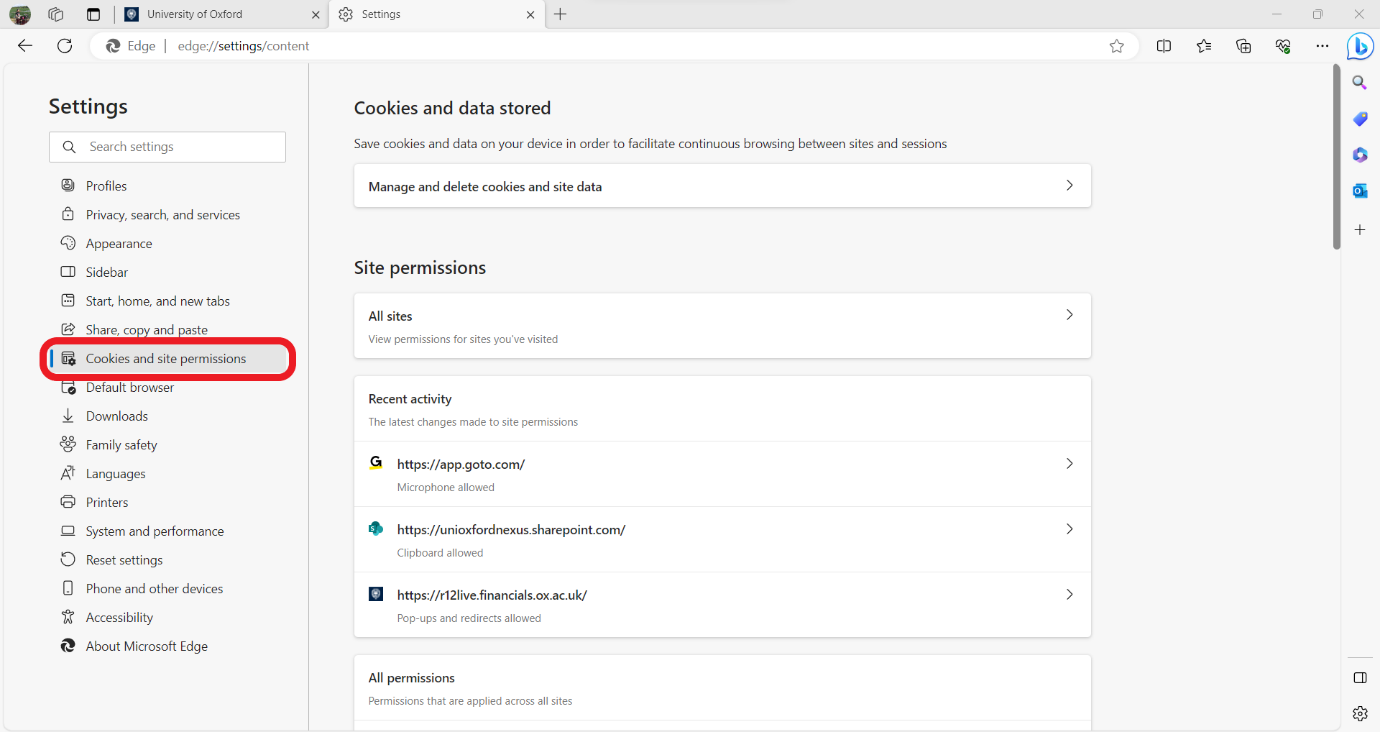 University of Oxford
Settings
Edge | edge://settings/content
Settings
Search settings
Profiles
Privacy, search, and services
Appearance
Sidebar
Start, home, and new tabs
Share, copy and paste
Cookies and site permissions
Default browser
Downloads
Family safety
Languages
Printers
System and performance
Reset settings
Phone and other devices
Accessibility
About Microsoft Edge
Cookies and data stored
Save cookies and data on your device in order to facilitate continuous browsing between sites and sessions
Manage and delete cookies and site data
Site permissions
All sites
View permissions for sites you've visited
Recent activity
The latest changes made to site permissions
https://app.goto.com/
Microphone allowed
https://unioxfordnexus.sharepoint.com/
Clipboard allowed
https://r12live.financials.ox.ac.uk/
Pop-ups and redirects allowed
All permissions
Permissions that are applied across all sites